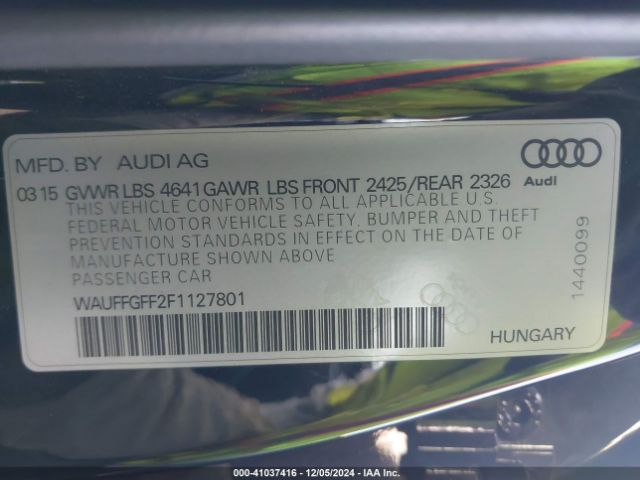 MFD. BY AUDI AG
Audi
03 15 GVWR LBS 4641 GAWR LBS FRONT 2425/REAR 2326
THIS VEHICLE CONFORMS TO ALL APPLICABLE U.S.
FEDERAL MOTOR VEHICLE SAFETY, BUMPER AND THEFT
PREVENTION STANDARDS IN EFFECT ON THE DATE OF
MANUFACTURE SHOWN ABOVE
PASSENGER CAR
WAUFFGFF2F1127801
1440099
HUNGARY
000-41037416 - 12/05/2024 - IAA Inc.